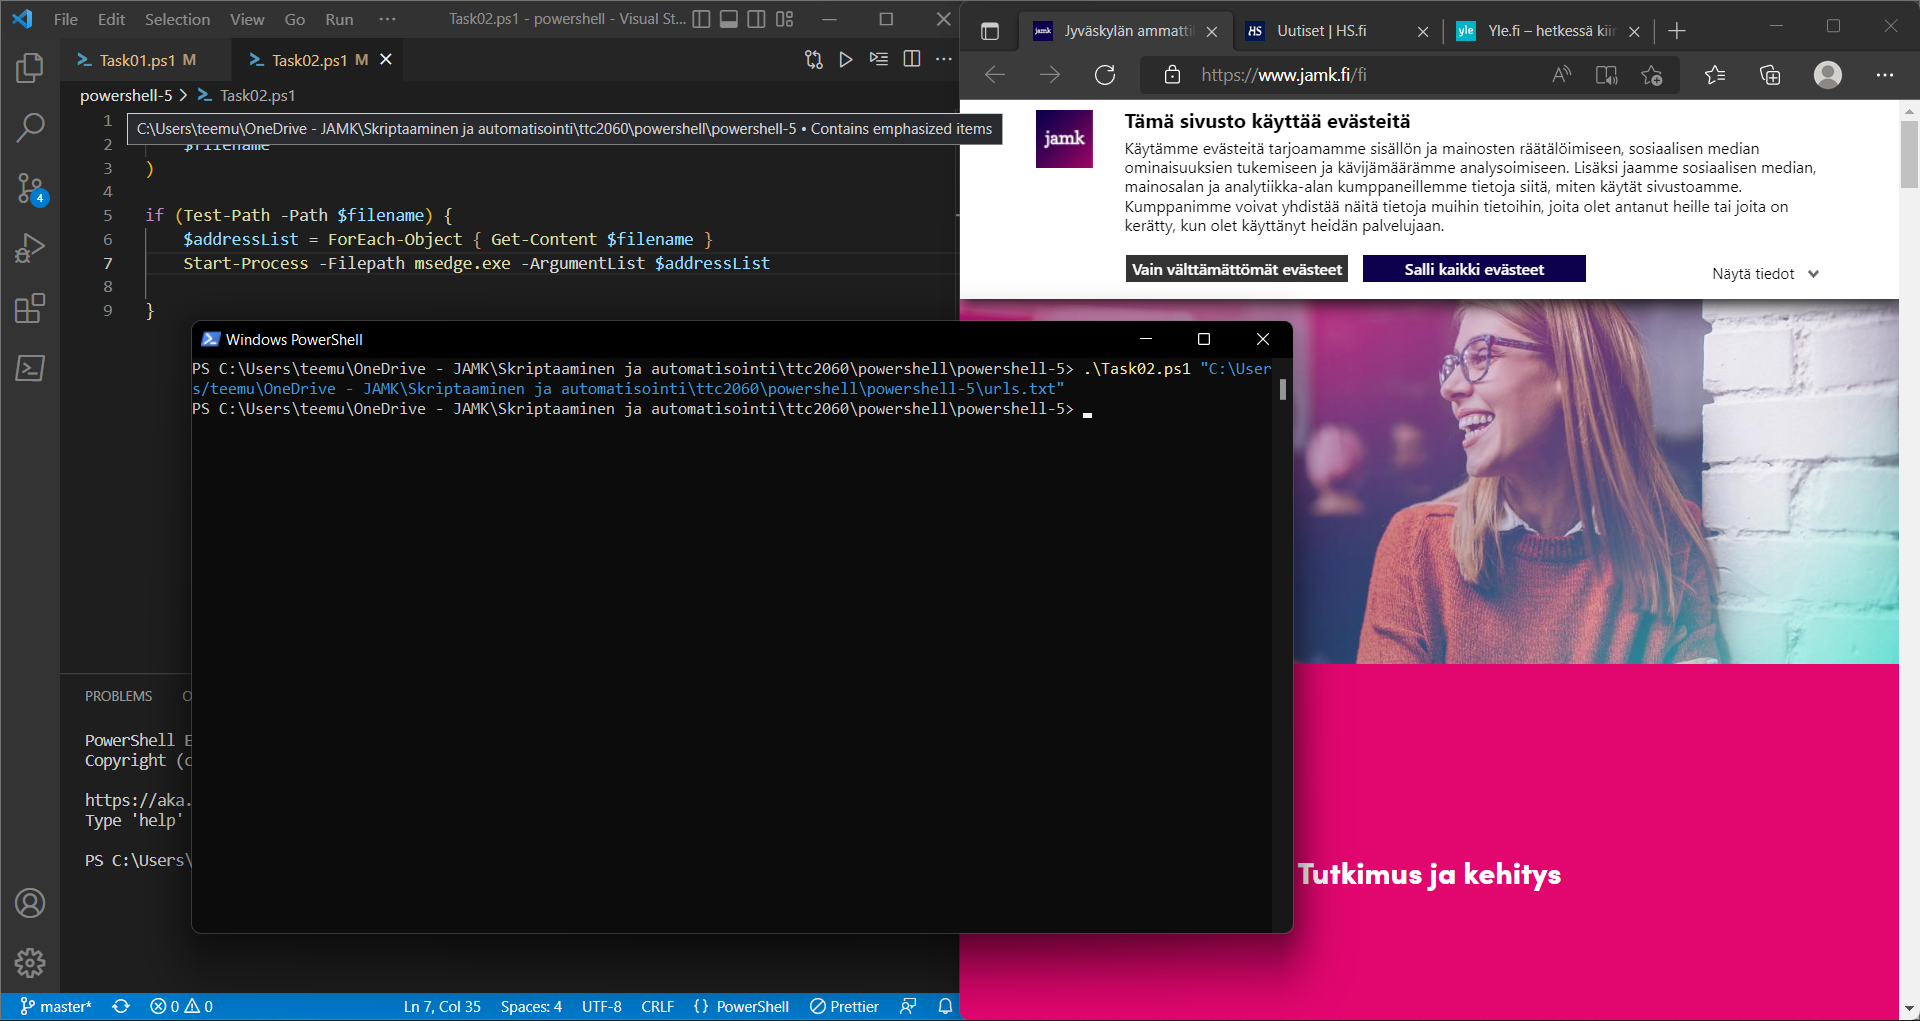 File Edit Selection View Go Run ··· Task02.ps1 - powershell - Visual St...
Task01.ps1 M Task02.ps1 M
powershell-5 > Task02.ps1
1
C:\Users\teemu\OneDrive - JAMK\Skriptaaminen ja automatisointi\ttc2060\powershell\powershell-5 • Contains emphasized items
2 $filename
3 )
4
5 if (Test-Path -Path $filename) {
6 $addressList = ForEach-Object { Get-Content $filename }
7 Start-Process -Filepath msedge.exe -ArgumentList $addressList
8
9 }
4
Windows PowerShell
PS C:\Users\teemu\OneDrive - JAMK\Skriptaaminen ja automatisointi\ttc2060\powershell\powershell-5> .\Task02.ps1 "C:\User
s/teemu\OneDrive - JAMK\Skriptaaminen ja automatisointi\ttc2060\powershell\powershell-5\urls.txt"
PS C:\Users\teemu\OneDrive - JAMK\Skriptaaminen ja automatisointi\ttc2060\powershell\powershell-5>
PROBLEMS O
PowerShell E
Copyright (c
https://aka.
Type 'help'
PS C:\Users\
master* 0 0 Ln 7, Col 35 Spaces: 4 UTF-8 CRLF {} PowerShell Prettier
jamk Jyväskylän ammatti HS Uutiset | HS.fi yle Yle.fi – hetkessä kiin
https://www.jamk.fi/fi
jamk
Tämä sivusto käyttää evästeitä
Käytämme evästeitä tarjoamamme sisällön ja mainosten räätälöimiseen, sosiaalisen median
ominaisuuksien tukemiseen ja kävijämäärämme analysoimiseen. Lisäksi jaamme sosiaalisen median,
mainosalan ja analytiikka-alan kumppaneillemme tietoja siitä, miten käytät sivustoamme.
Kumppanimme voivat yhdistää näitä tietoja muihin tietoihin, joita olet antanut heille tai joita on
kerätty, kun olet käyttänyt heidän palvelujaan.
Vain välttämättömät evästeet Salli kaikki evästeet Näytä tiedot
Tutkimus ja kehitys